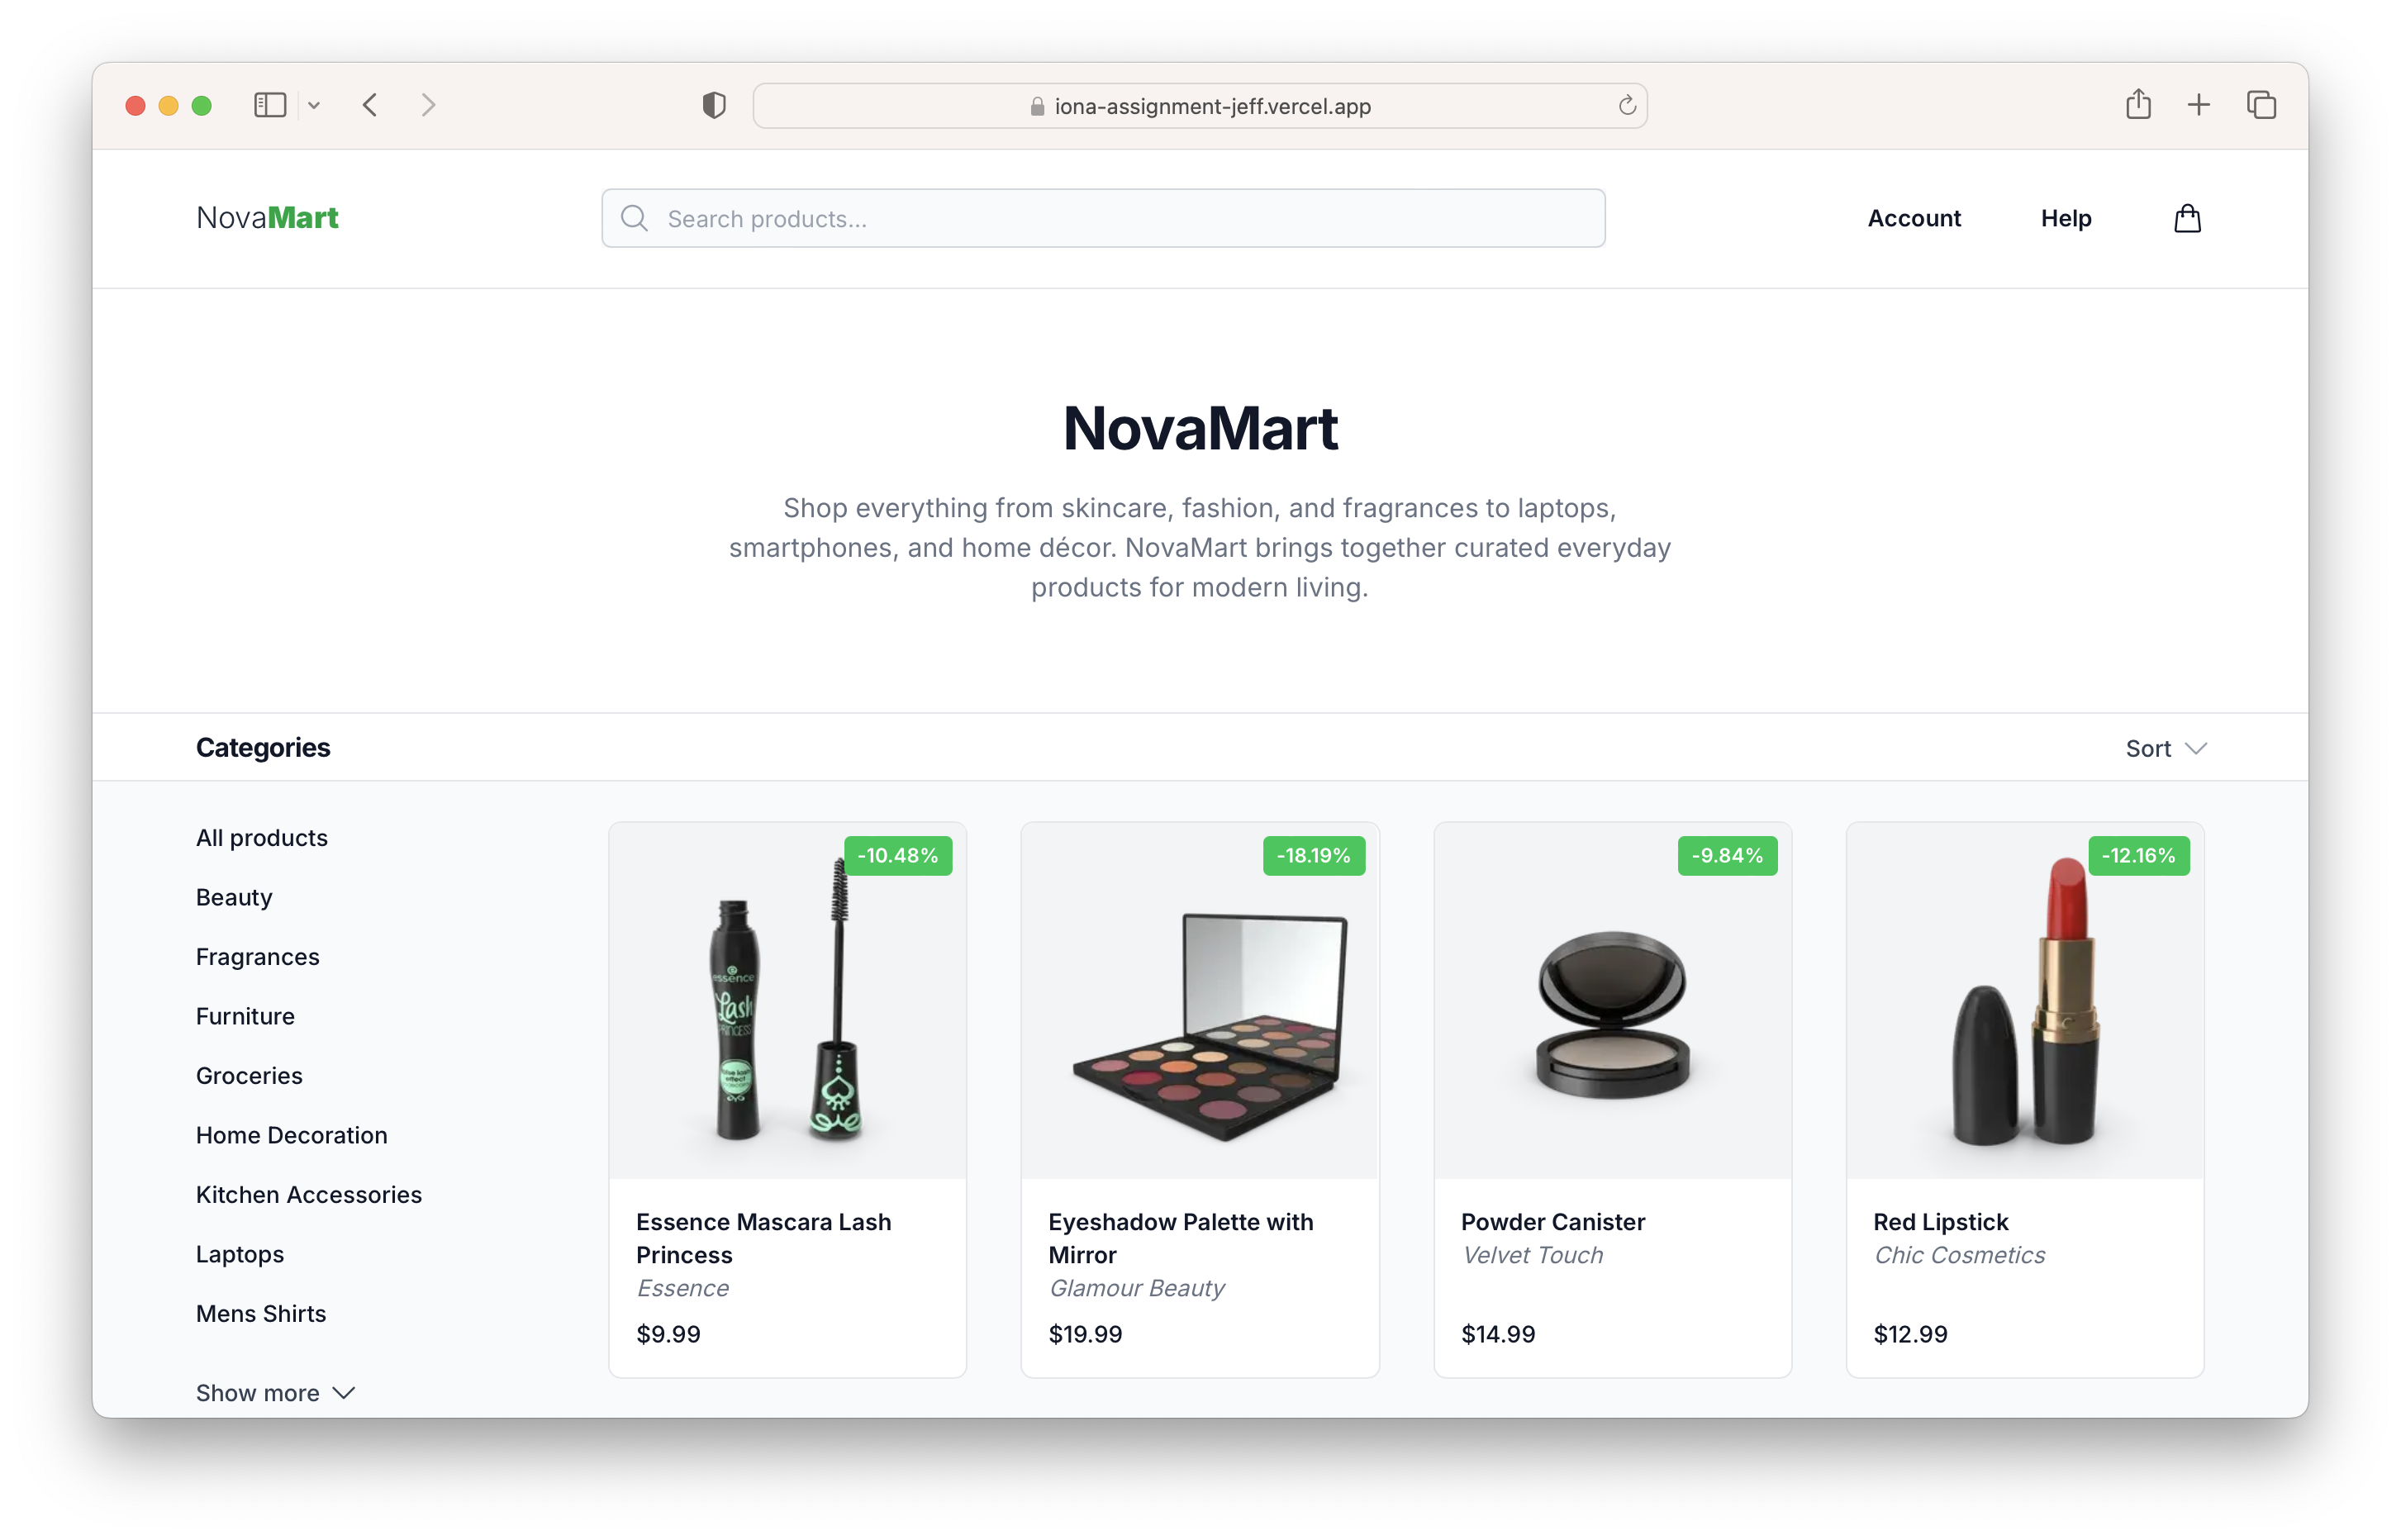 iona-assignment-jeff.vercel.app
NovaMart
Search products...
Account
Help
NovaMart
Shop everything from skincare, fashion, and fragrances to laptops,
smartphones, and home décor. NovaMart brings together curated everyday
products for modern living.
Categories
Sort
All products
Beauty
Fragrances
Furniture
Groceries
Home Decoration
Kitchen Accessories
Laptops
Mens Shirts
Show more
-10.48%
essence
Lash
PRINCESS
effect
Essence Mascara Lash
Princess
Essence
$9.99
-18.19%
Eyeshadow Palette with
Mirror
Glamour Beauty
$19.99
-9.84%
Powder Canister
Velvet Touch
$14.99
-12.16%
Red Lipstick
Chic Cosmetics
$12.99